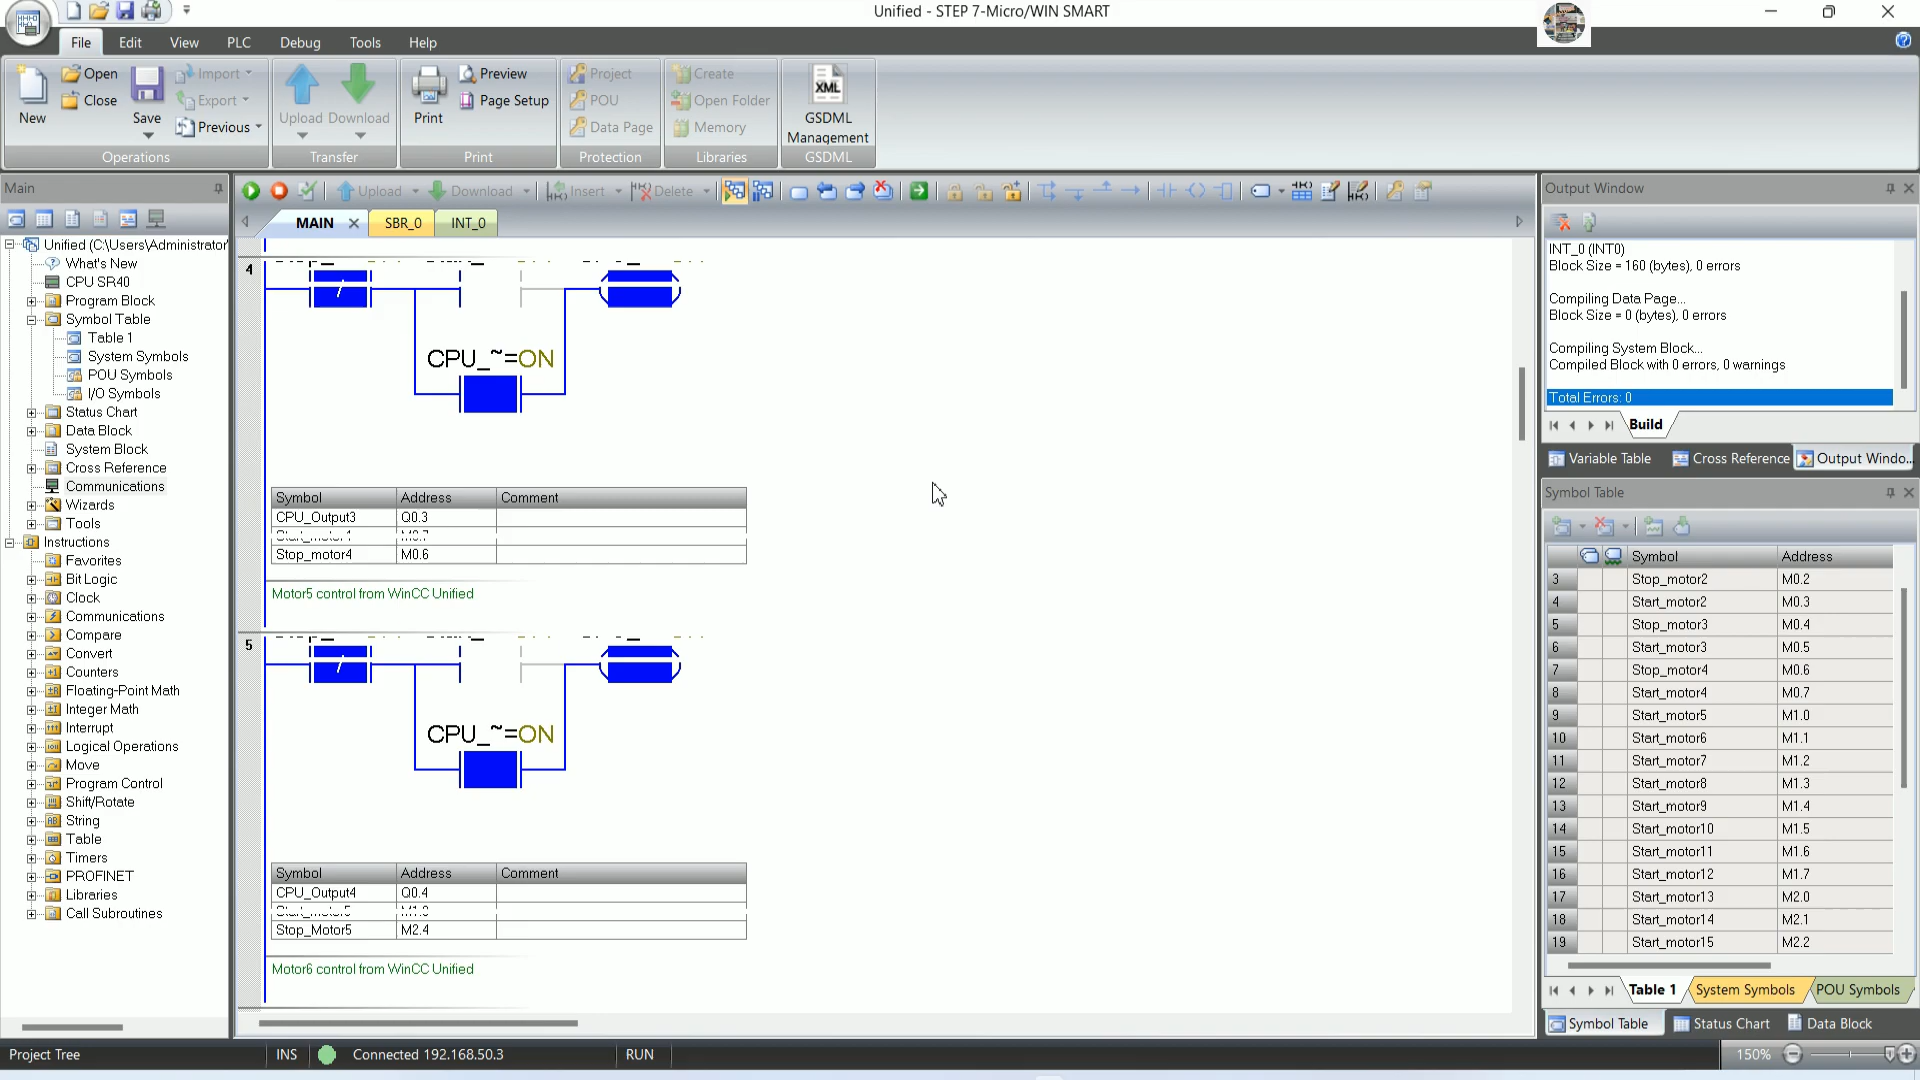 Unified - STEP 7-Micro/WIN SMART
File Edit View PLC Debug Tools Help
New Open Close Save Import Export Previous
Operations
Upload Download
Transfer
Print Preview Page Setup
Print
Project POU Data Page
Protection
Create Open Folder Memory
Libraries
XML
GSDML Management
GSDML
Main
Upload Download Insert Delete
MAIN SBR_0 INT_0
Unified (C:\Users\Administrator
What's New
CPU SR40
Program Block
Symbol Table
Table 1
System Symbols
POU Symbols
I/O Symbols
Status Chart
Data Block
System Block
Cross Reference
Communications
Wizards
Tools
Instructions
Favorites
Bit Logic
Clock
Communications
Compare
Convert
Counters
Floating-Point Math
Integer Math
Interrupt
Logical Operations
Move
Program Control
Shift/Rotate
String
Table
Timers
PROFINET
Libraries
Call Subroutines
4
CPU_~=ON
Symbol Address Comment
CPU_Output3 Q0.3
Stop_motor4 M0.6
Motor5 control from WinCC Unified
5
CPU_~=ON
Symbol Address Comment
CPU_Output4 Q0.4
Stop_Motor5 M2.4
Motor6 control from WinCC Unified
Output Window
INT_0 (INT0)
Block Size = 160 (bytes), 0 errors
Compiling Data Page...
Block Size = 0 (bytes), 0 errors
Compiling System Block...
Compiled Block with 0 errors, 0 warnings
Total Errors: 0
Build
Variable Table Cross Reference Output Windo...
Symbol Table
Symbol Address
3 Stop_motor2 M0.2
4 Start_motor2 M0.3
5 Stop_motor3 M0.4
6 Start_motor3 M0.5
7 Stop_motor4 M0.6
8 Start_motor4 M0.7
9 Start_motor5 M1.0
10 Start_motor6 M1.1
11 Start_motor7 M1.2
12 Start_motor8 M1.3
13 Start_motor9 M1.4
14 Start_motor10 M1.5
15 Start_motor11 M1.6
16 Start_motor12 M1.7
17 Start_motor13 M2.0
18 Start_motor14 M2.1
19 Start_motor15 M2.2
Table 1 System Symbols POU Symbols
Symbol Table Status Chart Data Block
Project Tree INS Connected 192.168.50.3 RUN 150%